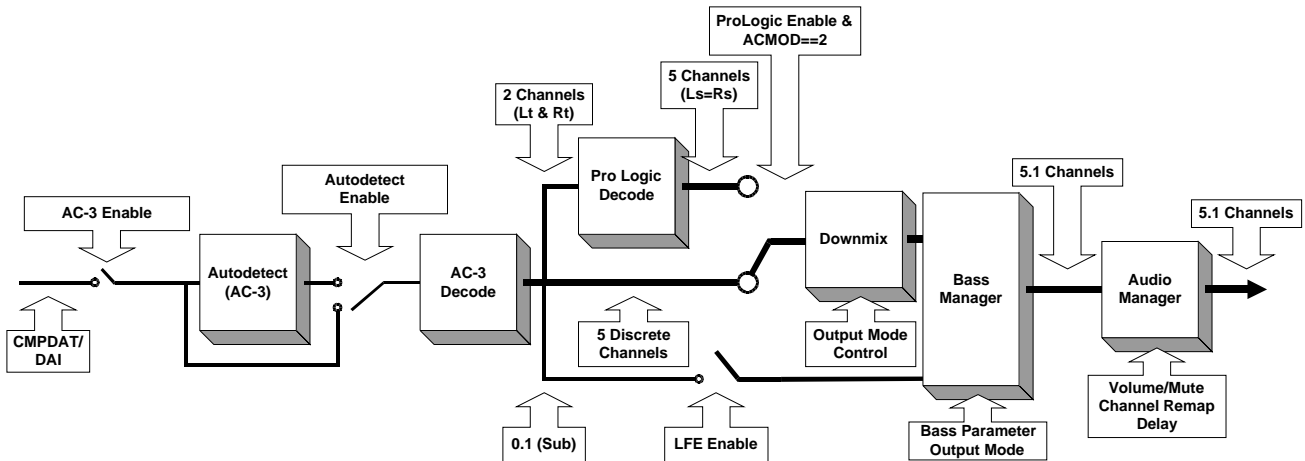 ProLogic Enable &
ACMOD==2
5 Channels
(Ls=Rs)
2 Channels
(Lt & Rt)
Pro Logic
Decode
Autodetect
Enable
5.1 Channels
5.1 Channels
AC-3 Enable
Downmix
Autodetect
(AC-3)
AC-3
Decode
Bass
Manager
Audio
Manager
CMPDAT/
DAI
5 Discrete
Channels
Output Mode
Control
Volume/Mute
Channel Remap
Delay
0.1 (Sub)
LFE Enable
Bass Parameter
Output Mode